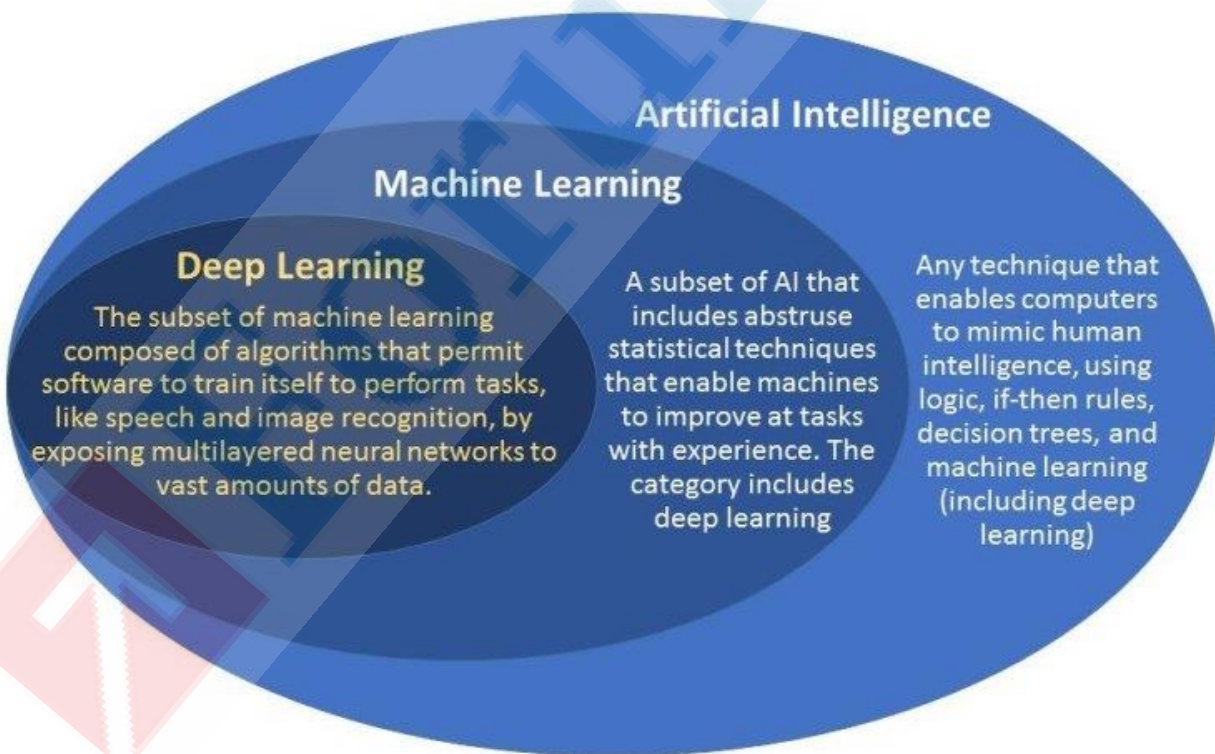 Artificial Intelligence
Machine Learning
Deep Learning
The subset of machine learning
composed of algorithms that permit
software to train itself to perform tasks,
like speech and image recognition, by
exposing multilayered neural networks to
vast amounts of data.
A subset of AI that
includes abstruse
statistical techniques
that enable machines
to improve at tasks
with experience. The
category includes
deep learning
Any technique that
enables computers
to mimic human
intelligence, using
logic, if-then rules,
decision trees, and
machine learning
(including deep
learning)